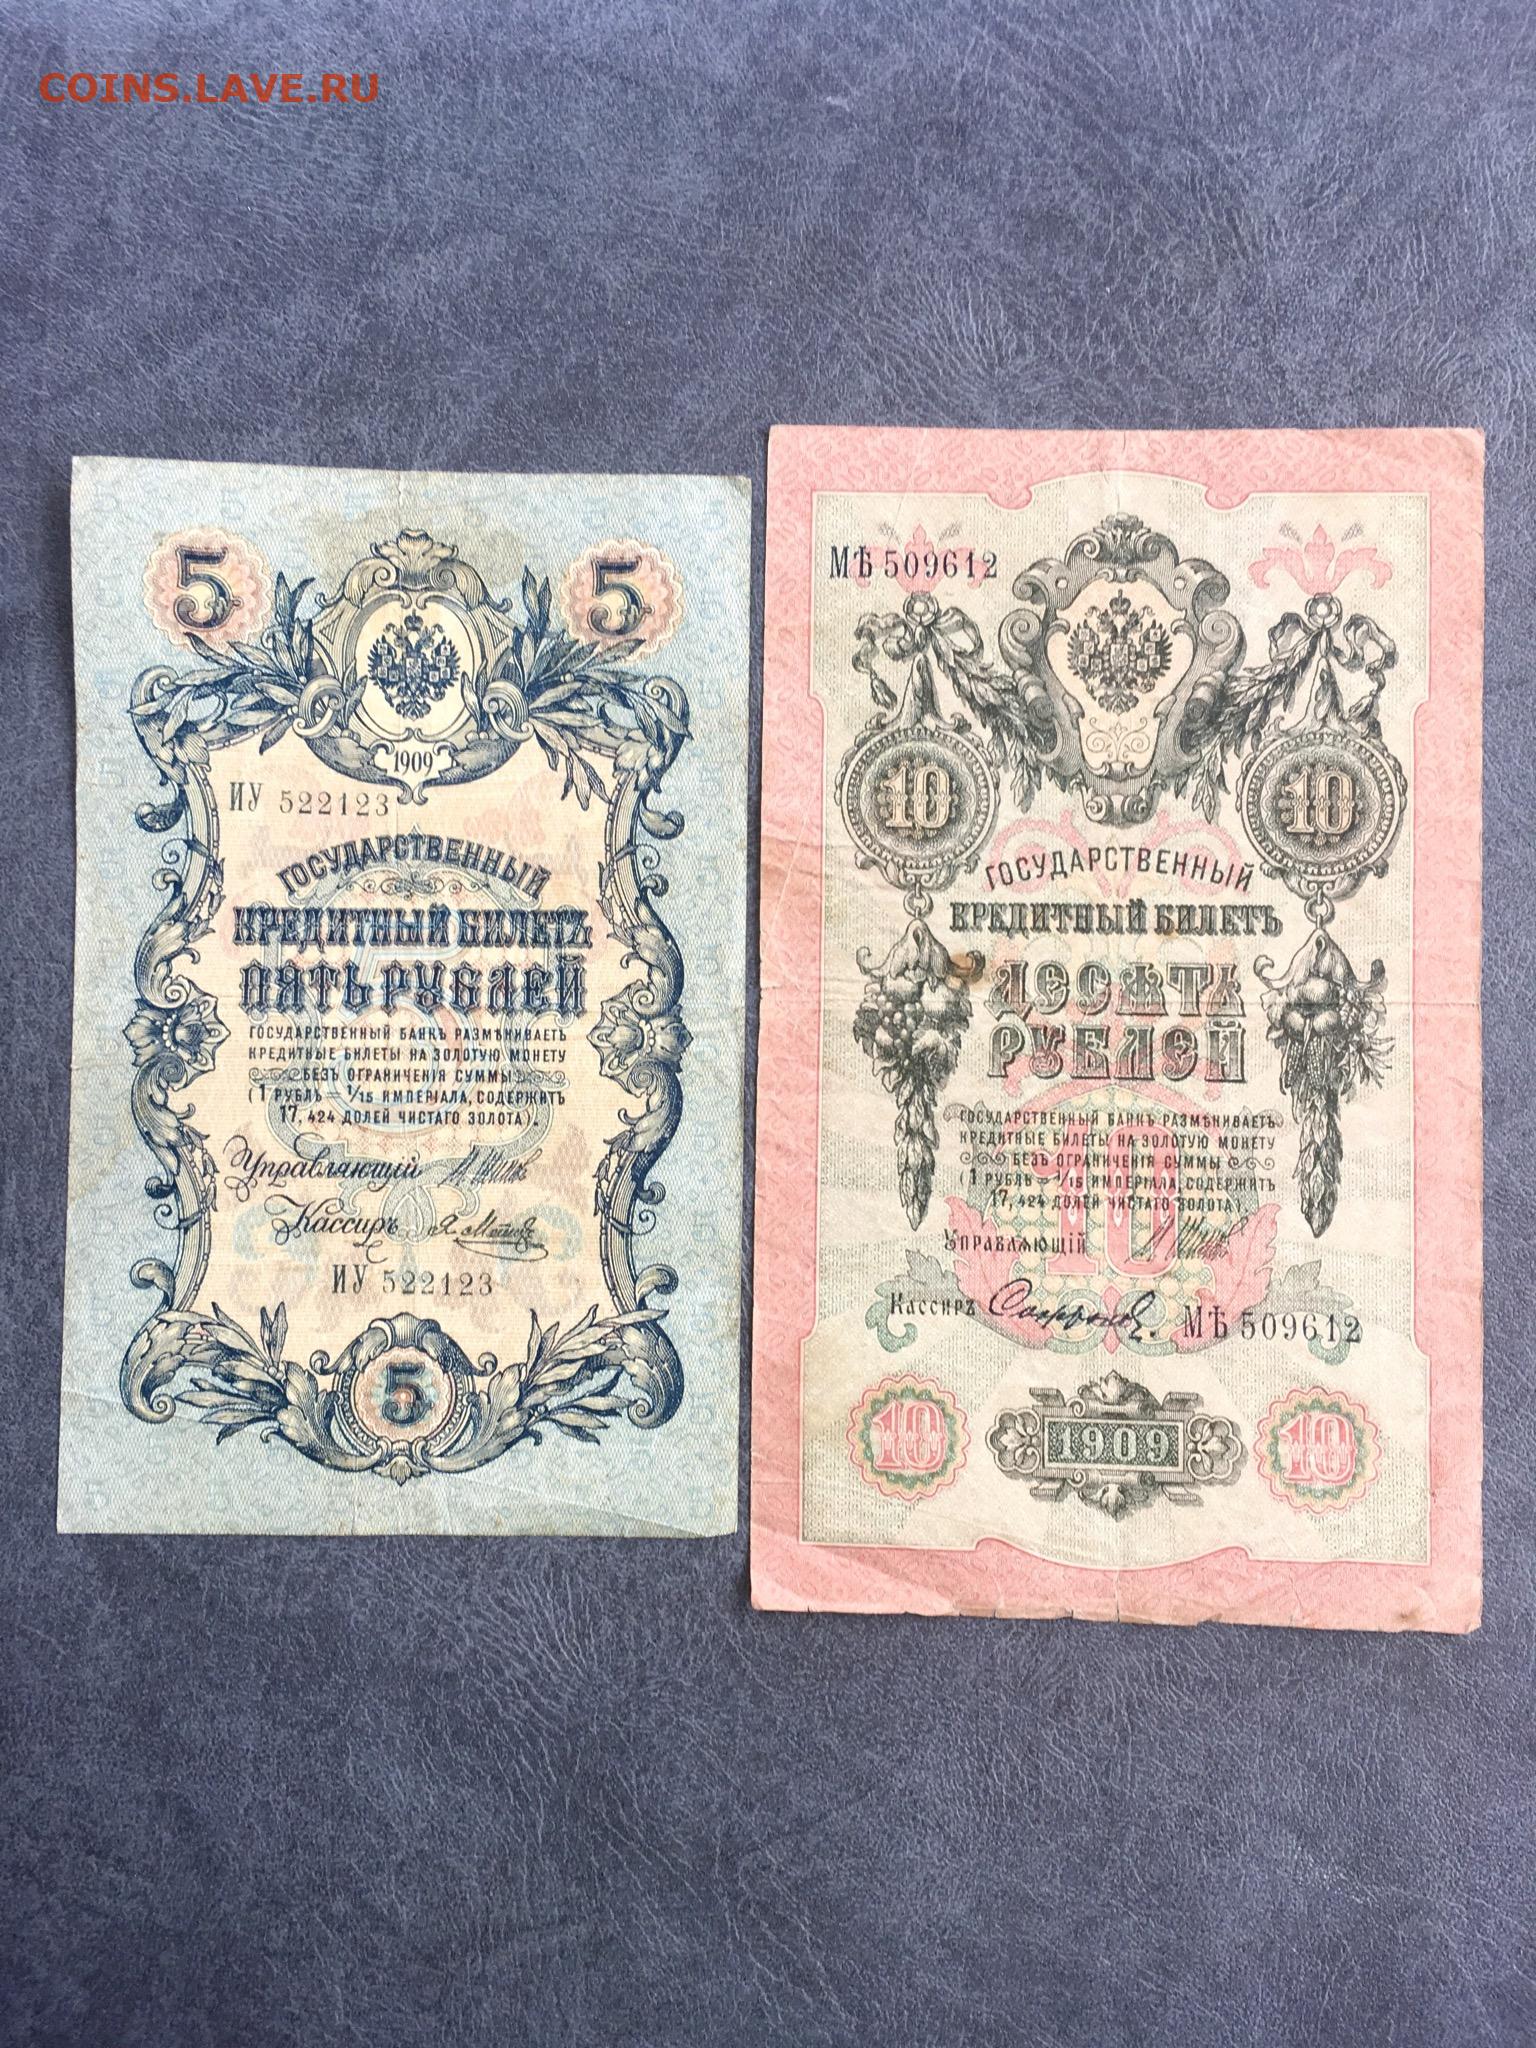 COINS.LAVE.RU
5 5
1909
ИУ 522123
ГОСУДАРСТВЕННЫЙ
КРЕДИТНЫЙ БИЛЕТЪ
ПЯТЬ РУБЛЕЙ
ГОСУДАРСТВЕННЫЙ БАНКЪ РАЗМѢНИВАЕТЪ
КРЕДИТНЫЕ БИЛЕТЫ НА ЗОЛОТУЮ МОНЕТУ
БЕЗЪ ОГРАНИЧЕНІЯ СУММЫ
(1 РУБЛЬ = 1/15 ИМПЕРІАЛА, СОДЕРЖИТЪ
17,424 ДОЛЕЙ ЧИСТАГО ЗОЛОТА).
Управляющій
Кассиръ
ИУ 522123
5
МѢ 509612
10 10
ГОСУДАРСТВЕННЫЙ
КРЕДИТНЫЙ БИЛЕТЪ
ДЕСЯТЬ
РУБЛЕЙ
ГОСУДАРСТВЕННЫЙ БАНКЪ РАЗМѢНИВАЕТЪ
КРЕДИТНЫЕ БИЛЕТЫ НА ЗОЛОТУЮ МОНЕТУ
БЕЗЪ ОГРАНИЧЕНІЯ СУММЫ
(1 РУБЛЬ = 1/15 ИМПЕРІАЛА, СОДЕРЖИТЪ
17,424 ДОЛЕЙ ЧИСТАГО ЗОЛОТА).
10
Управляющій
Кассиръ МѢ 509612
10 1909 10